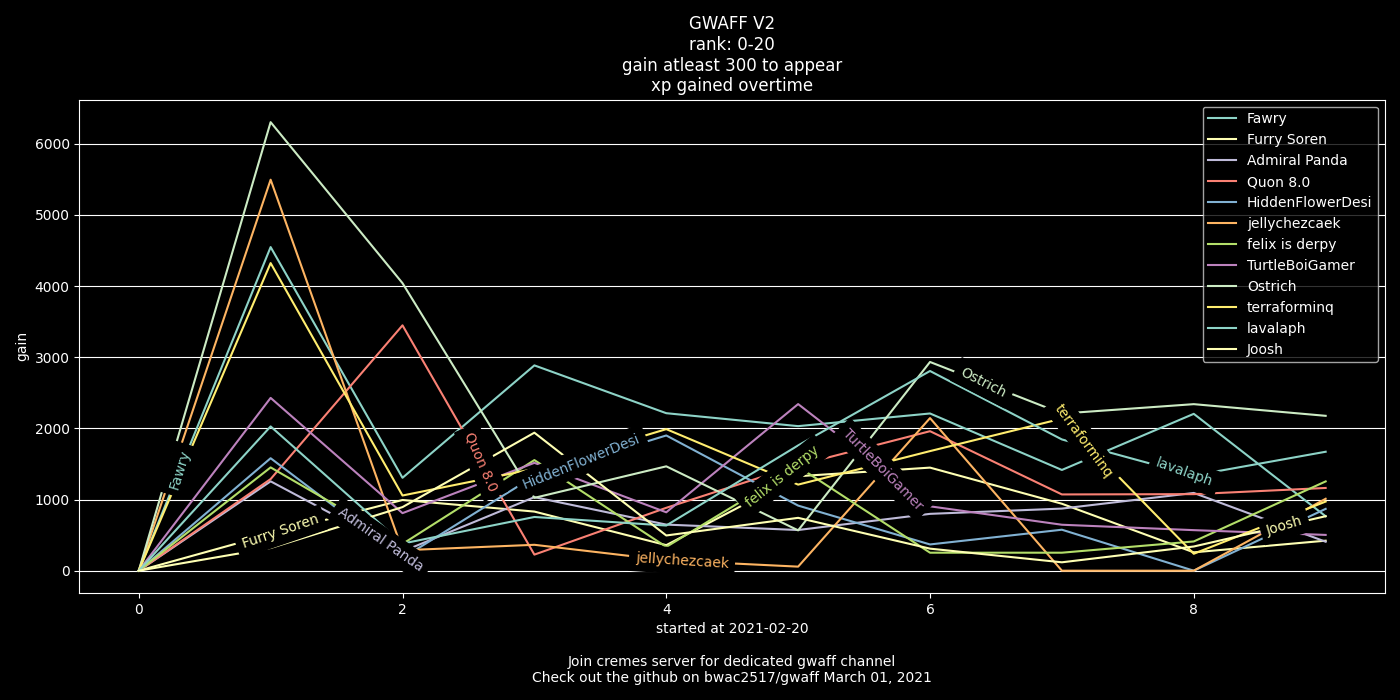 GWAFF V2
rank: 0-20
gain atleast 300 to appear
xp gained overtime
6000
5000
4000
3000
2000
1000
0
gain
Fawry
Furry Soren
Admiral Panda
Quon 8.0
HiddenFlowerDesi
jellychezcaek
felix is derpy
TurtleBoiGamer
Ostrich
terraforminq
lavalaph
Joosh
Fawry
Furry Soren
Admiral Panda
Quon 8.0
HiddenFlowerDesi
jellychezcaek
felix is derpy
TurtleBoiGamer
Ostrich
terraforminq
lavalaph
Joosh
0
2
4
6
8
started at 2021-02-20
Join cremes server for dedicated gwaff channel
Check out the github on bwac2517/gwaff March 01, 2021